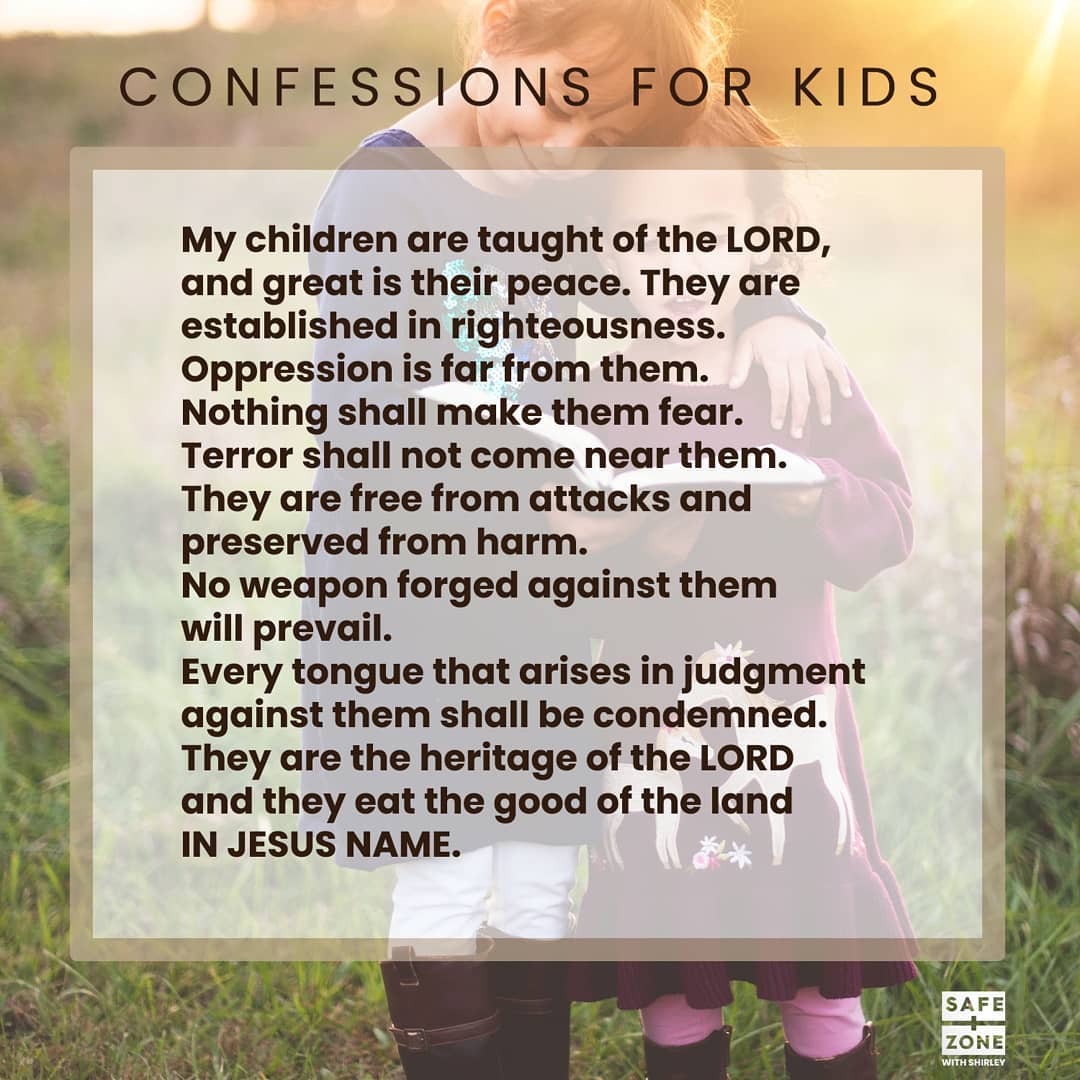 CONFESSIONS FOR KIDS
My children are taught of the LORD,
and great is their peace. They are
established in righteousness.
Oppression is far from them.
Nothing shall make them fear.
Terror shall not come near them.
They are free from attacks and
preserved from harm.
No weapon forged against them
will prevail.
Every tongue that arises in judgment
against them shall be condemned.
They are the heritage of the LORD
and they eat the good of the land
IN JESUS NAME.
SAFE
ZONE
WITH SHIRLEY